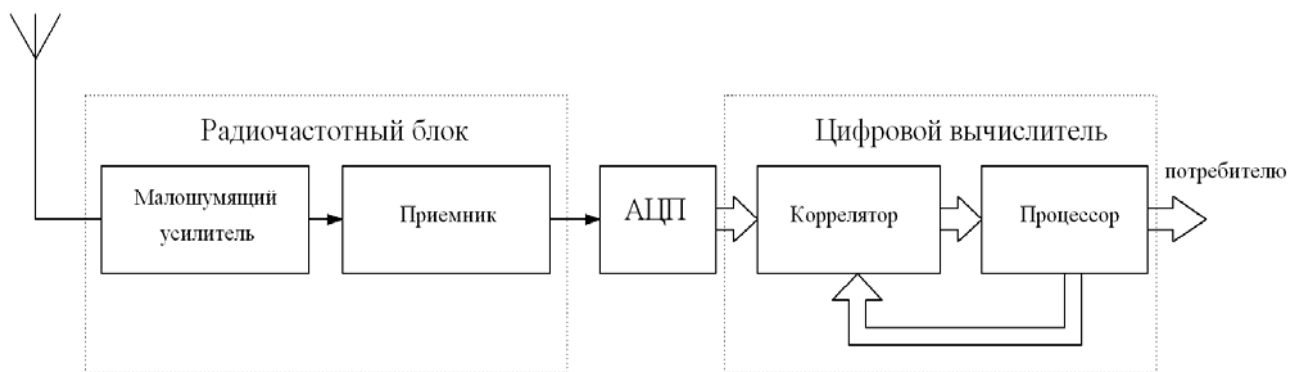 Радиочастотный блок
Цифровой вычислитель
Малошумящий
усилитель
Приемник
АЦП
Коррелятор
Процессор
потребителю